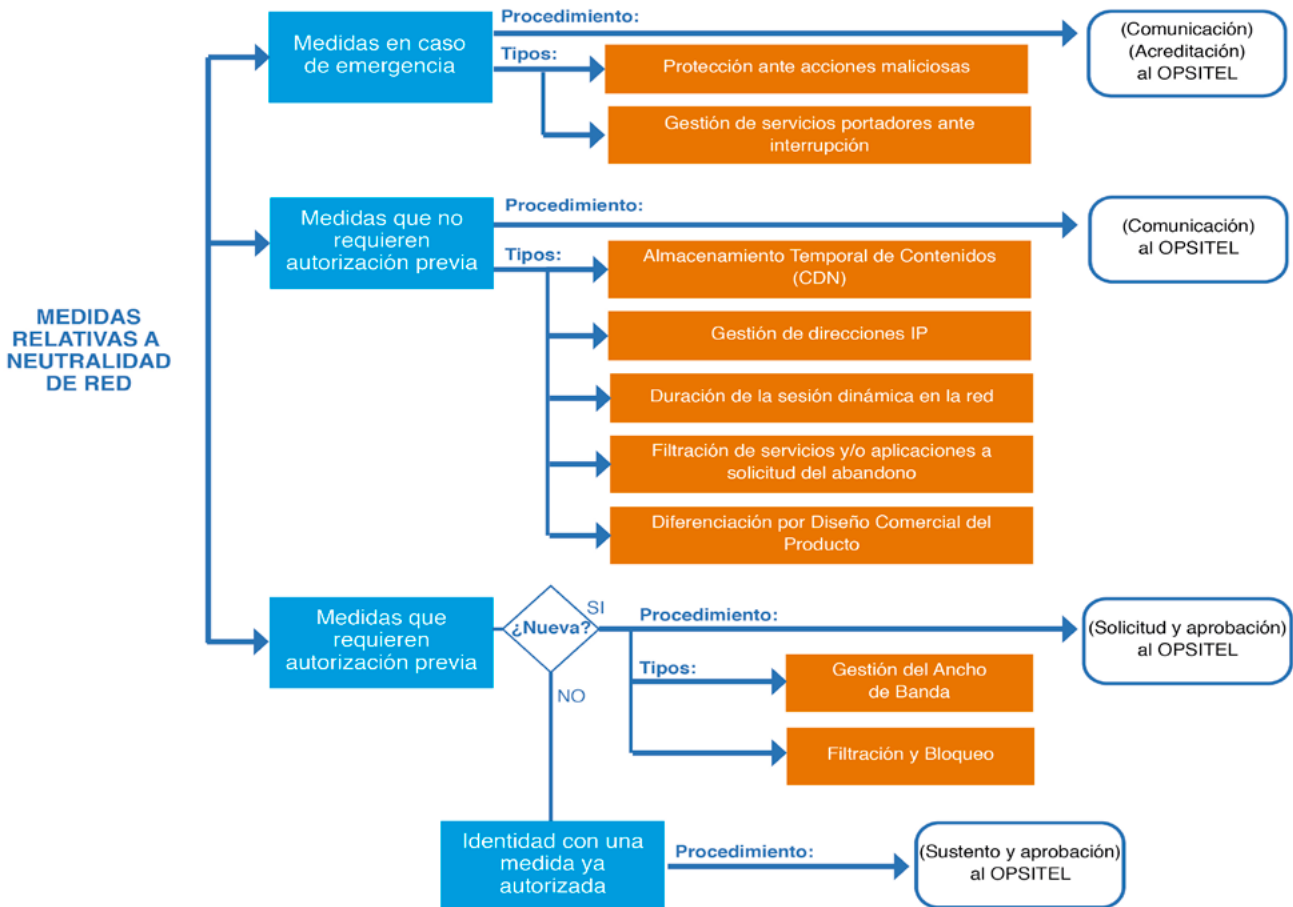 MEDIDAS
RELATIVAS A
NEUTRALIDAD
DE RED
Medidas en caso
de emergencia
Procedimiento:
(Comunicación)
(Acreditación)
al OPSITEL
Tipos:
Protección ante acciones maliciosas
Gestión de servicios portadores ante
interrupción
Medidas que no
requieren
autorización previa
Procedimiento:
(Comunicación)
al OPSITEL
Tipos:
Almacenamiento Temporal de Contenidos
(CDN)
Gestión de direcciones IP
Duración de la sesión dinámica en la red
Filtración de servicios y/o aplicaciones a
solicitud del abandono
Diferenciación por Diseño Comercial del
Producto
Medidas que
requieren
autorización previa
¿Nueva?
SI
Procedimiento:
(Solicitud y aprobación)
al OPSITEL
Tipos:
Gestión del Ancho
de Banda
Filtración y Bloqueo
NO
Identidad con una
medida ya
autorizada
Procedimiento:
(Sustento y aprobación)
al OPSITEL